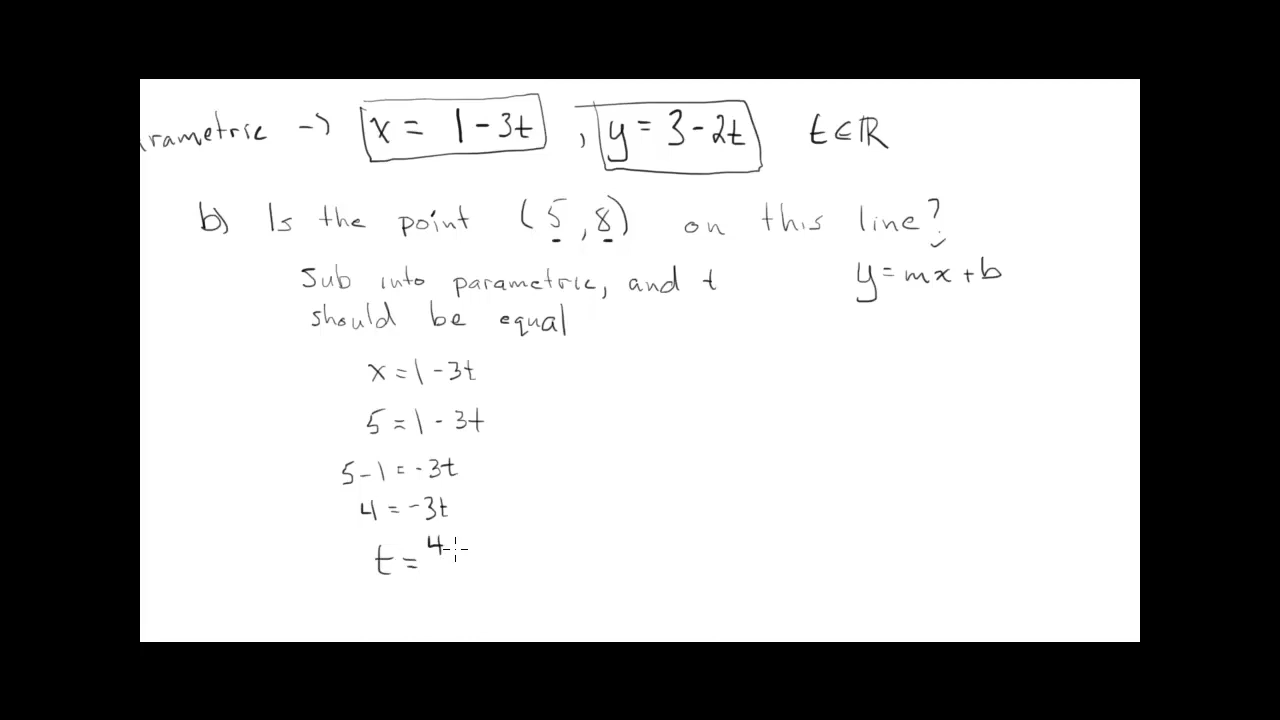 rametric -> x = 1 - 3t , y = 3 - 2t t ∈ ℝ
b) Is the point (5, 8) on this line?
Sub into parametric, and t y = mx + b
should be equal
x = 1 - 3t
5 = 1 - 3t
5 - 1 = -3t
4 = -3t
t = 4